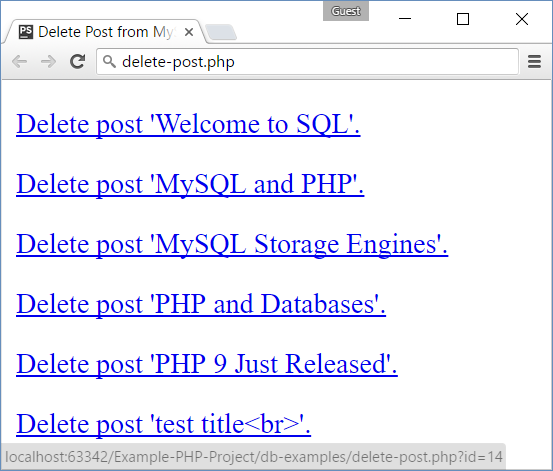 Guest
PS Delete Post from My
delete-post.php
Delete post 'Welcome to SQL'.
Delete post 'MySQL and PHP'.
Delete post 'MySQL Storage Engines'.
Delete post 'PHP and Databases'.
Delete post 'PHP 9 Just Released'.
Delete post 'test title<br>'.
localhost:63342/Example-PHP-Project/db-examples/delete-post.php?id=14